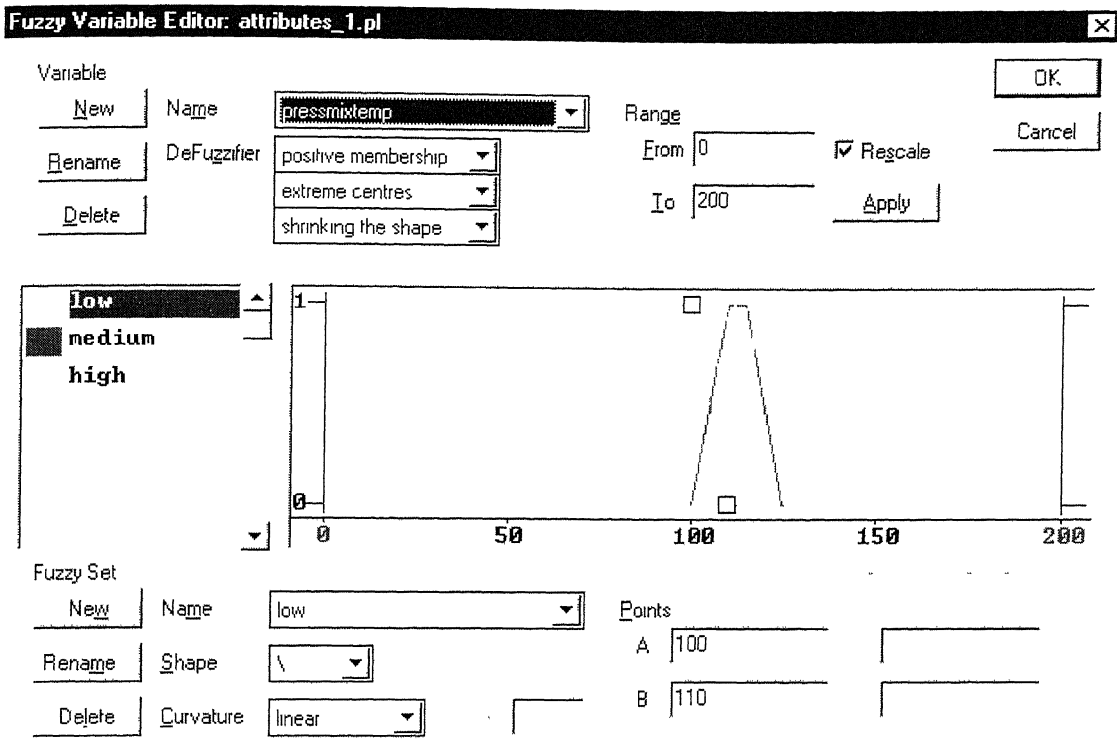 Fuzzy Variable Editor: attributes_1.pl
Variable
New
Name
pressmixtemp
Range
OK
Rename
DeFuzzifier
positive membership
From
0
Rescale
Cancel
extreme centres
Delete
shrinking the shape
To
200
Apply
low
medium
high
1
0
0 50 100 150 200
Fuzzy Set
New
Name
low
Points
Rename
Shape
\
A
100
Delete
Curvature
linear
B
110